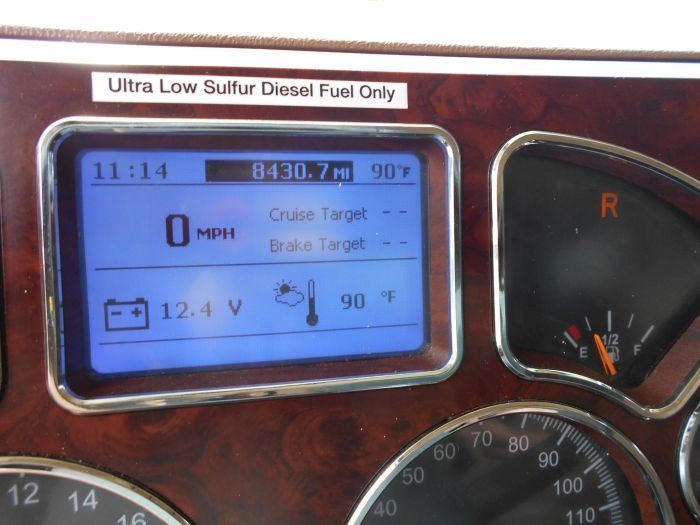 Ultra Low Sulfur Diesel Fuel Only
11:14 8430.7 MI 90°F
0 MPH
Cruise Target - -
Brake Target - -
- + 12.4 V 90 °F
R
E 1/2 F
40 50 60 70 80 90 100 110
12 14 16